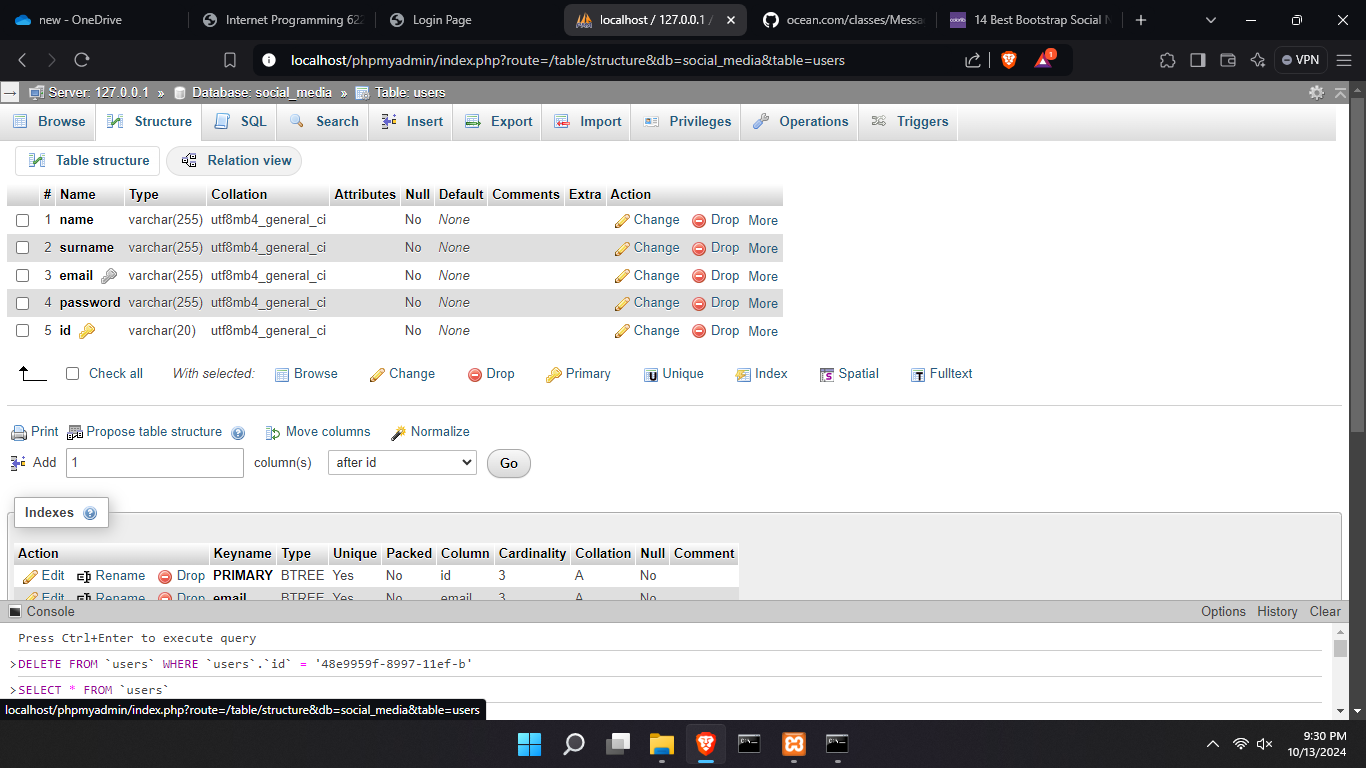 new - OneDrive
Internet Programming 622
Login Page
localhost / 127.0.0.1 /
ocean.com/classes/Messa
14 Best Bootstrap Social N
localhost/phpmyadmin/index.php?route=/table/structure&db=social_media&table=users
1
VPN
Server: 127.0.0.1 » Database: social_media » Table: users
Browse Structure SQL Search Insert Export Import Privileges Operations Triggers
Table structure Relation view
# Name Type Collation Attributes Null Default Comments Extra Action
1 name varchar(255) utf8mb4_general_ci No None Change Drop More
2 surname varchar(255) utf8mb4_general_ci No None Change Drop More
3 email varchar(255) utf8mb4_general_ci No None Change Drop More
4 password varchar(255) utf8mb4_general_ci No None Change Drop More
5 id varchar(20) utf8mb4_general_ci No None Change Drop More
Check all With selected: Browse Change Drop Primary Unique Index Spatial Fulltext
Print Propose table structure Move columns Normalize
Add 1 column(s) after id Go
Indexes
Action Keyname Type Unique Packed Column Cardinality Collation Null Comment
Edit Rename Drop PRIMARY BTREE Yes No id 3 A No
Edit Rename Drop email BTREE Yes No email 3 A No
Console Options History Clear
Press Ctrl+Enter to execute query
>DELETE FROM `users` WHERE `users`.`id` = '48e9959f-8997-11ef-b'
>SELECT * FROM `users`
localhost/phpmyadmin/index.php?route=/table/structure&db=social_media&table=users
9:30 PM
10/13/2024